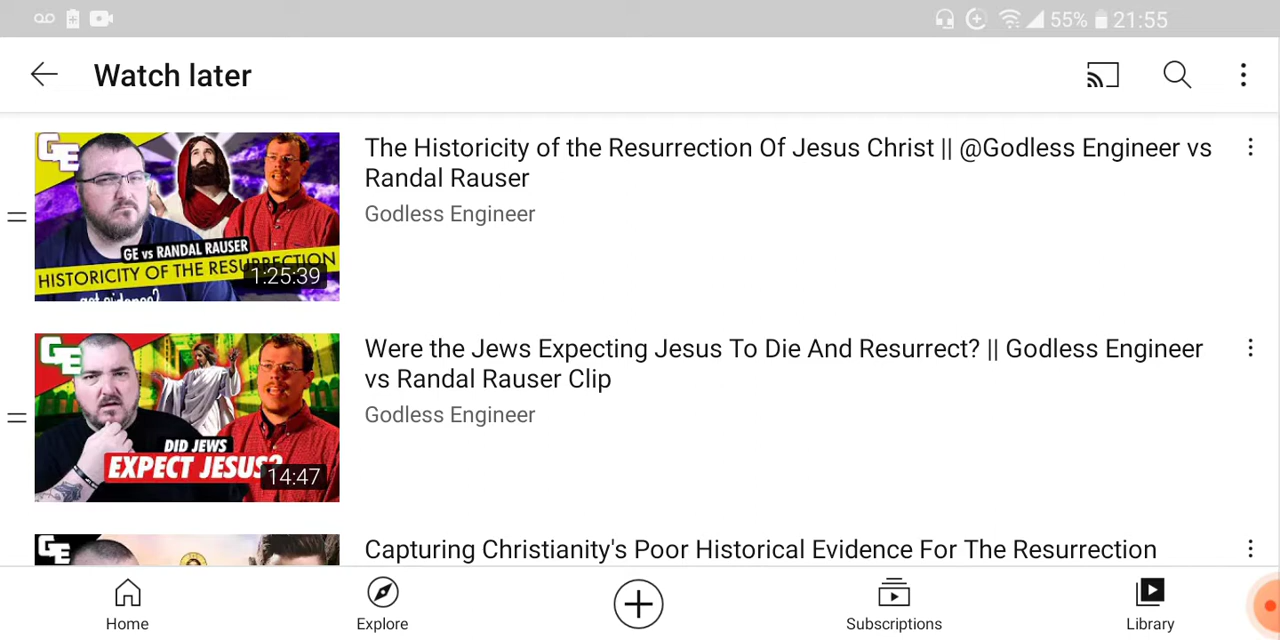 55% 21:55
Watch later
GE
GE vs RANDAL RAUSER
HISTORICITY OF THE RESURRECTION
got evidence?
1:25:39
The Historicity of the Resurrection Of Jesus Christ || @Godless Engineer vs
Randal Rauser
Godless Engineer
GE
DID JEWS
EXPECT JESUS?
14:47
Were the Jews Expecting Jesus To Die And Resurrect? || Godless Engineer
vs Randal Rauser Clip
Godless Engineer
GE
Capturing Christianity's Poor Historical Evidence For The Resurrection
Home
Explore
Subscriptions
Library